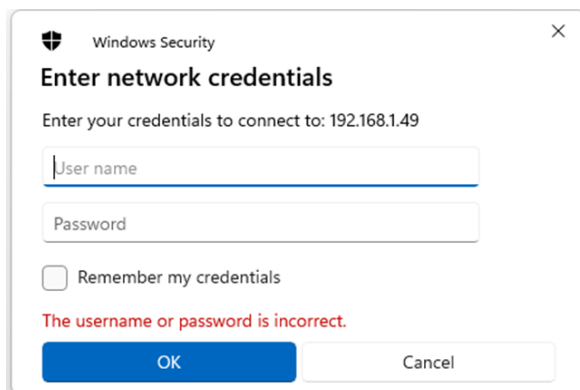 Windows Security
Enter network credentials
Enter your credentials to connect to: 192.168.1.49
User name
Password
Remember my credentials
The username or password is incorrect.
OK
Cancel